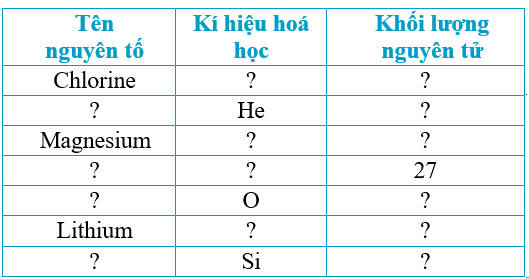 Tên nguyên tố | Kí hiệu hoá học | Khối lượng nguyên tử
Chlorine | ? | ?
? | He | ?
Magnesium | ? | ?
? | ? | 27
? | O | ?
Lithium | ? | ?
? | Si | ?